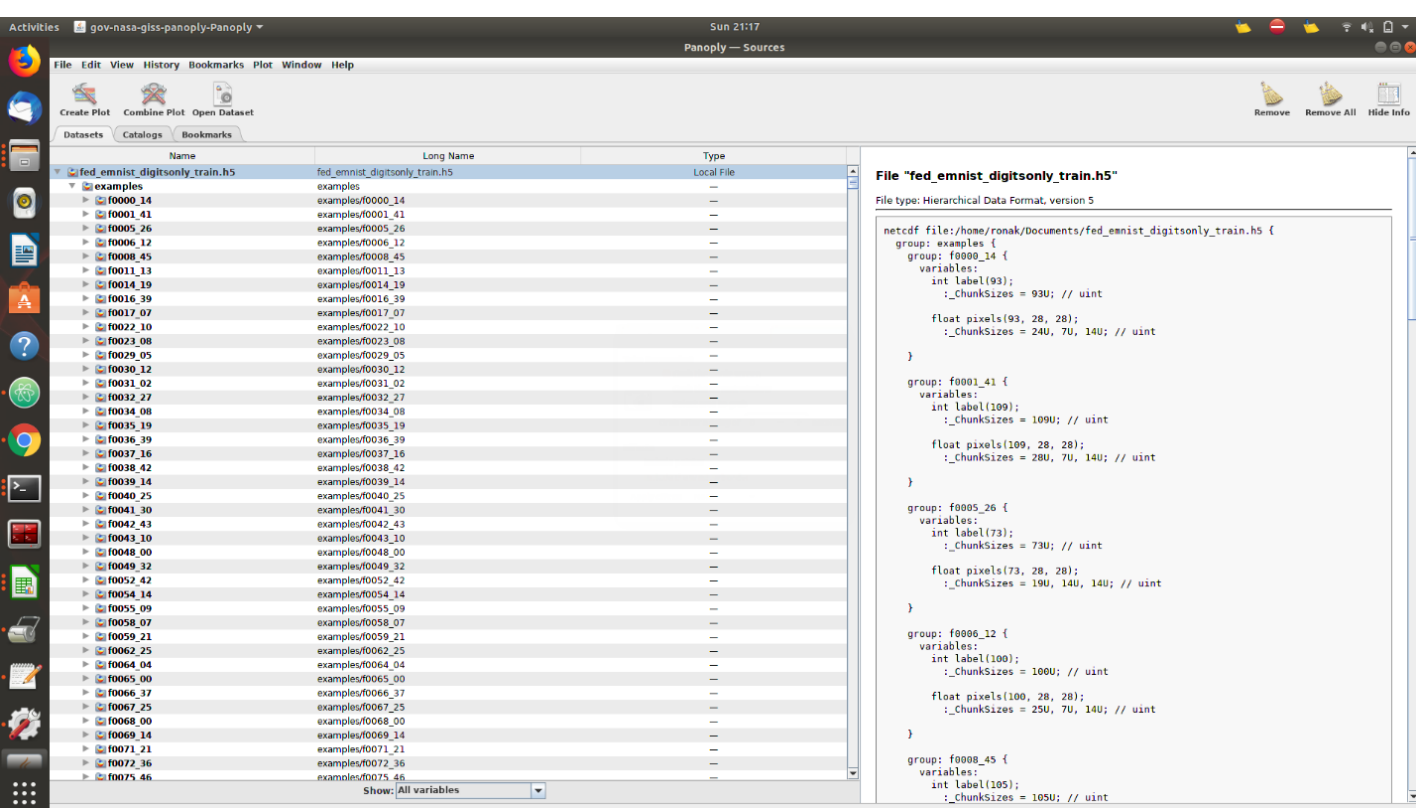 Activities gov-nasa-giss-panoply-Panoply Sun 21:17
Panoply — Sources
File Edit View History Bookmarks Plot Window Help
Create Plot Combine Plot Open Dataset Remove Remove All Hide Info
Datasets Catalogs Bookmarks
Name Long Name Type
fed_emnist_digitsonly_train.h5 fed_emnist_digitsonly_train.h5 Local File
examples examples —
f0000_14 examples/f0000_14 —
f0001_41 examples/f0001_41 —
f0005_26 examples/f0005_26 —
f0006_12 examples/f0006_12 —
f0008_45 examples/f0008_45 —
f0011_13 examples/f0011_13 —
f0014_19 examples/f0014_19 —
f0016_39 examples/f0016_39 —
f0017_07 examples/f0017_07 —
f0022_10 examples/f0022_10 —
f0023_08 examples/f0023_08 —
f0029_05 examples/f0029_05 —
f0030_12 examples/f0030_12 —
f0031_02 examples/f0031_02 —
f0032_27 examples/f0032_27 —
f0034_08 examples/f0034_08 —
f0035_19 examples/f0035_19 —
f0036_39 examples/f0036_39 —
f0037_16 examples/f0037_16 —
f0038_42 examples/f0038_42 —
f0039_14 examples/f0039_14 —
f0040_25 examples/f0040_25 —
f0041_30 examples/f0041_30 —
f0042_43 examples/f0042_43 —
f0043_10 examples/f0043_10 —
f0048_00 examples/f0048_00 —
f0049_32 examples/f0049_32 —
f0052_42 examples/f0052_42 —
f0054_14 examples/f0054_14 —
f0055_09 examples/f0055_09 —
f0058_07 examples/f0058_07 —
f0059_21 examples/f0059_21 —
f0062_25 examples/f0062_25 —
f0064_04 examples/f0064_04 —
f0065_00 examples/f0065_00 —
f0066_37 examples/f0066_37 —
f0067_25 examples/f0067_25 —
f0068_00 examples/f0068_00 —
f0069_14 examples/f0069_14 —
f0071_21 examples/f0071_21 —
f0072_36 examples/f0072_36 —
f0075_46 examples/f0075_46 —
Show: All variables
File "fed_emnist_digitsonly_train.h5"
File type: Hierarchical Data Format, version 5
netcdf file:/home/ronak/Documents/fed_emnist_digitsonly_train.h5 {
group: examples {
group: f0000_14 {
variables:
int label(93);
:_ChunkSizes = 93U; // uint
float pixels(93, 28, 28);
:_ChunkSizes = 24U, 7U, 14U; // uint
}
group: f0001_41 {
variables:
int label(109);
:_ChunkSizes = 109U; // uint
float pixels(109, 28, 28);
:_ChunkSizes = 28U, 7U, 14U; // uint
}
group: f0005_26 {
variables:
int label(73);
:_ChunkSizes = 73U; // uint
float pixels(73, 28, 28);
:_ChunkSizes = 19U, 14U, 14U; // uint
}
group: f0006_12 {
variables:
int label(100);
:_ChunkSizes = 100U; // uint
float pixels(100, 28, 28);
:_ChunkSizes = 25U, 7U, 14U; // uint
}
group: f0008_45 {
variables:
int label(105);
:_ChunkSizes = 105U; // uint